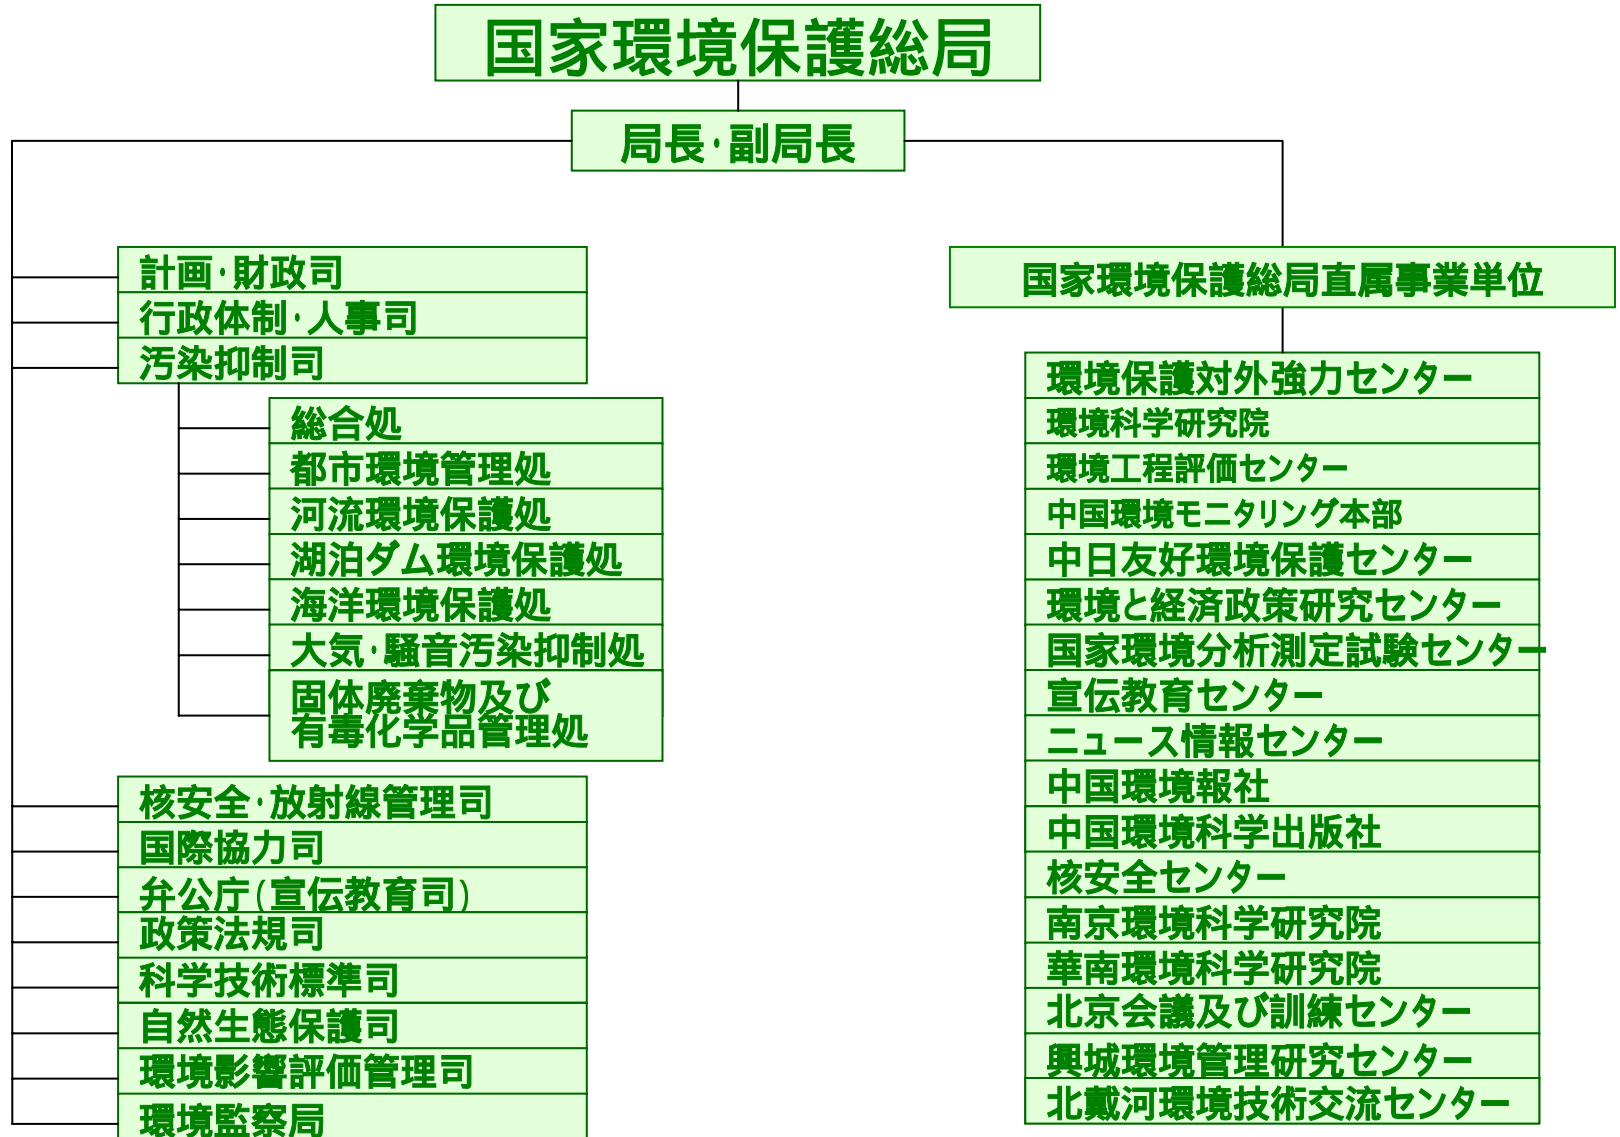 国家環境保護総局
局長・副局長
計画・財政司
行政体制・人事司
汚染抑制司
総合処
都市環境管理処
河流環境保護処
湖泊ダム環境保護処
海洋環境保護処
大気・騒音汚染抑制処
固体廃棄物及び
有毒化学品管理処
核安全・放射線管理司
国際協力司
弁公庁(宣伝教育司)
政策法規司
科学技術標準司
自然生態保護司
環境影響評価管理司
環境監察局
国家環境保護総局直属事業単位
環境保護対外強力センター
環境科学研究院
環境工程評価センター
中国環境モニタリング本部
中日友好環境保護センター
環境と経済政策研究センター
国家環境分析測定試験センター
宣伝教育センター
ニュース情報センター
中国環境報社
中国環境科学出版社
核安全センター
南京環境科学研究院
華南環境科学研究院
北京会議及び訓練センター
興城環境管理研究センター
北戴河環境技術交流センター